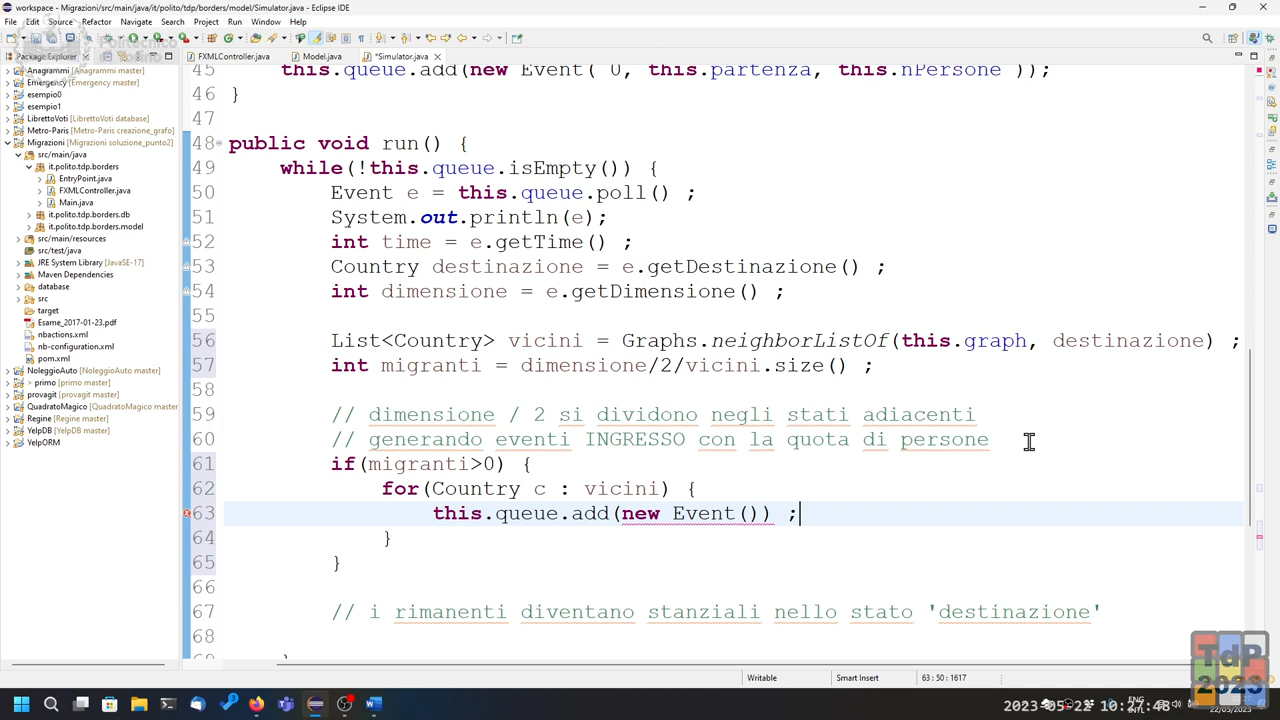 workspace - Migrazioni/src/main/java/it/polito/tdp/borders/model/Simulator.java - Eclipse IDE
File Edit Source Refactor Navigate Search Project Run Window Help
Package Explorer
FXMLController.java Model.java *Simulator.java
Anagrammi [Anagrammi master]
Emergency [Emergency master]
esempio0
esempio1
LibrettoVoti [LibrettoVoti database]
Metro-Paris [Metro-Paris creazione_grafo]
Migrazioni [Migrazioni soluzione_punto2]
src/main/java
it.polito.tdp.borders
EntryPoint.java
FXMLController.java
Main.java
it.polito.tdp.borders.db
it.polito.tdp.borders.model
src/main/resources
src/test/java
JRE System Library [JavaSE-17]
Maven Dependencies
database
src
target
Esame_2017-01-23.pdf
nbactions.xml
nb-configuration.xml
pom.xml
NoleggioAuto [NoleggioAuto master]
> primo [primo master]
provagit [provagit master]
QuadratoMagico [QuadratoMagico master]
Regine [Regine master]
YelpDB [YelpDB master]
YelpORM
45 this.queue.add(new Event( 0, this.partenza, this.nPersone ));
46 }
47
48 public void run() {
49 while(!this.queue.isEmpty()) {
50 Event e = this.queue.poll() ;
51 System.out.println(e);
52 int time = e.getTime() ;
53 Country destinazione = e.getDestinazione() ;
54 int dimensione = e.getDimensione() ;
55
56 List<Country> vicini = Graphs.neighborListOf(this.graph, destinazione) ;
57 int migranti = dimensione/2/vicini.size() ;
58
59 // dimensione / 2 si dividono negli stati adiacenti
60 // generando eventi INGRESSO con la quota di persone
61 if(migranti>0) {
62 for(Country c : vicini) {
63 this.queue.add(new Event()) ;
64 }
65 }
66
67 // i rimanenti diventano stanziali nello stato 'destinazione'
68
69
Writable Smart Insert 63 : 50 : 1617
TdP
2023
ENG